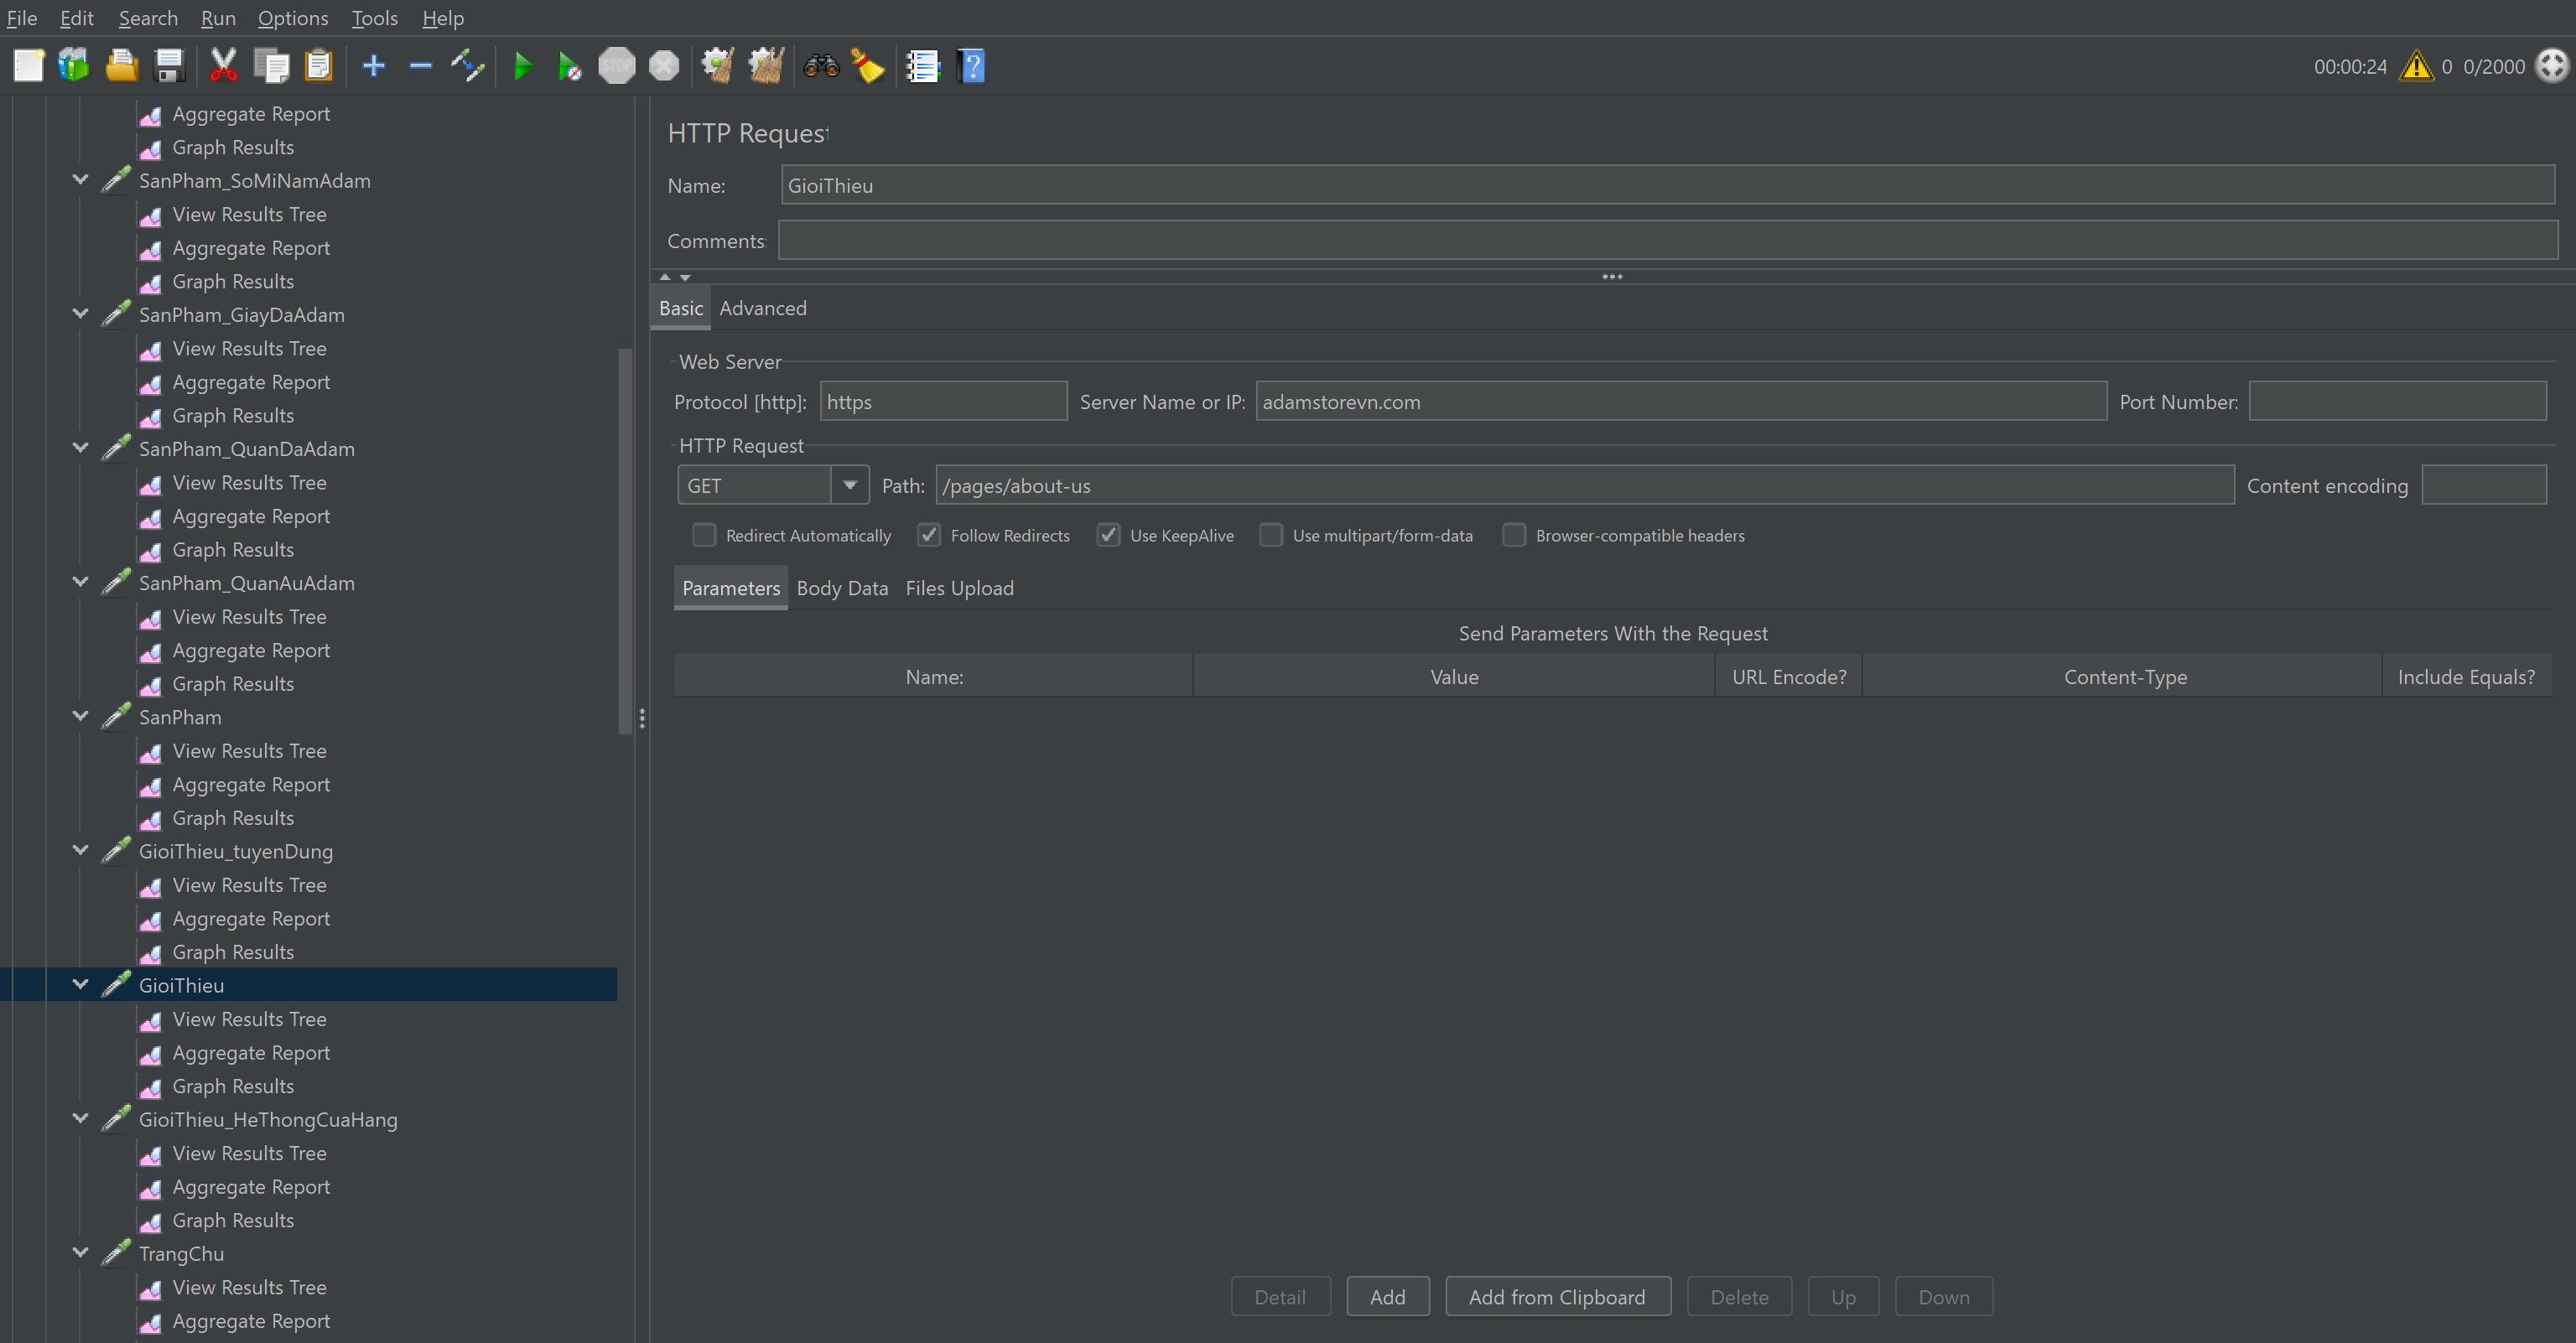 File Edit Search Run Options Tools Help
STOP
00:00:24 0 0/2000
Aggregate Report
Graph Results
SanPham_SoMiNamAdam
View Results Tree
Aggregate Report
Graph Results
SanPham_GiayDaAdam
View Results Tree
Aggregate Report
Graph Results
SanPham_QuanDaAdam
View Results Tree
Aggregate Report
Graph Results
SanPham_QuanAuAdam
View Results Tree
Aggregate Report
Graph Results
SanPham
View Results Tree
Aggregate Report
Graph Results
GioiThieu_tuyenDung
View Results Tree
Aggregate Report
Graph Results
GioiThieu
View Results Tree
Aggregate Report
Graph Results
GioiThieu_HeThongCuaHang
View Results Tree
Aggregate Report
Graph Results
TrangChu
View Results Tree
Aggregate Report
HTTP Request
Name: GioiThieu
Comments:
Basic Advanced
Web Server
Protocol [http]: https Server Name or IP: adamstorevn.com Port Number:
HTTP Request
GET Path: /pages/about-us Content encoding
Redirect Automatically Follow Redirects Use KeepAlive Use multipart/form-data Browser-compatible headers
Parameters Body Data Files Upload
Send Parameters With the Request
Name: Value URL Encode? Content-Type Include Equals?
Detail Add Add from Clipboard Delete Up Down